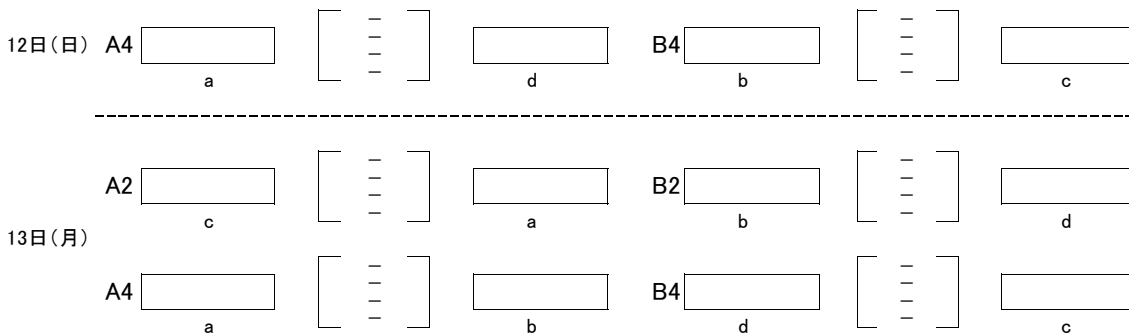 12日(日) A4 B4
a d b c
A2 B2
c a b d
13日(月)
A4 B4
a b d c